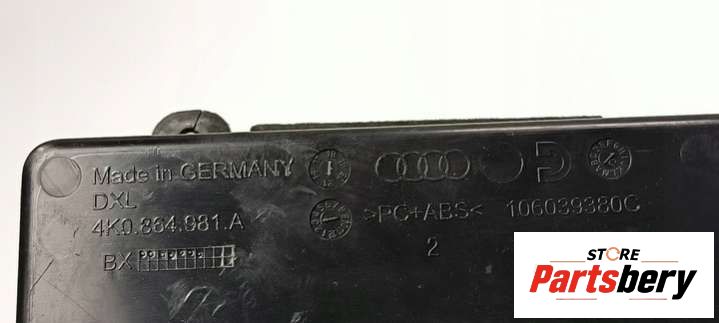 Made in GERMANY
DXL
4K0.864.981.A
>PC+ABS< 106039380C
BX
2
STORE
Partsbery